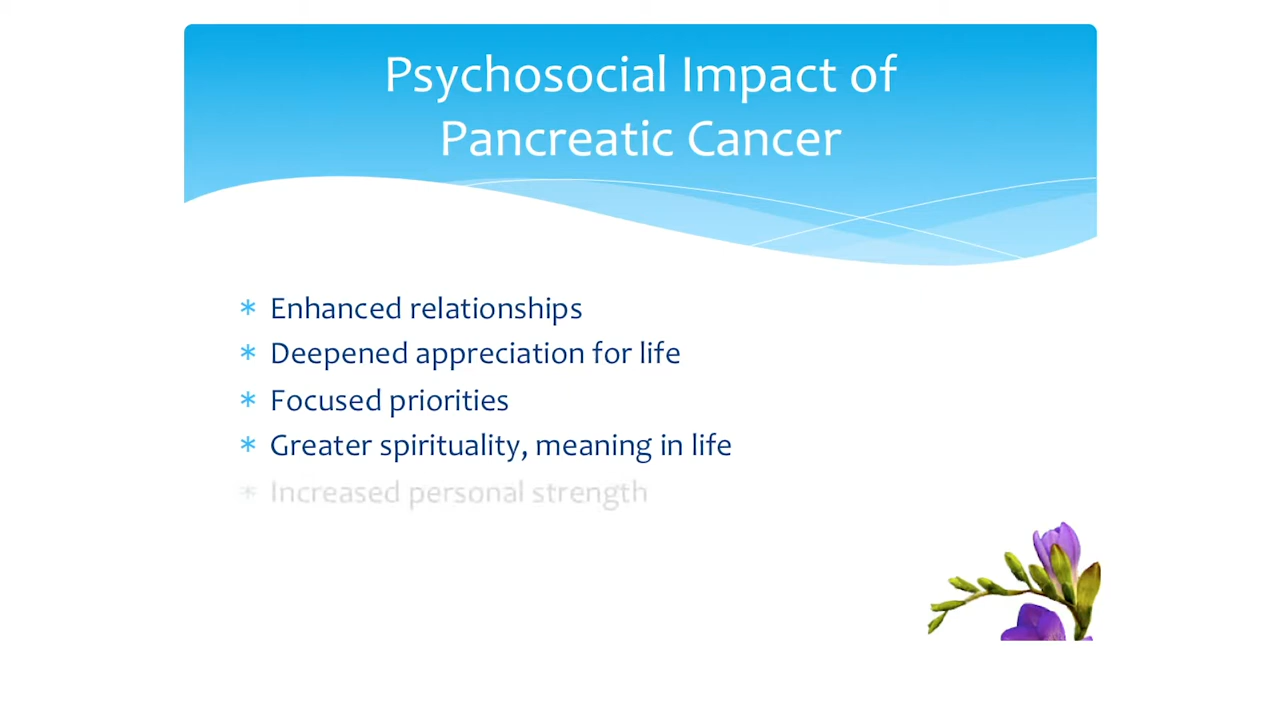 Psychosocial Impact of
Pancreatic Cancer
* Enhanced relationships
* Deepened appreciation for life
* Focused priorities
* Greater spirituality, meaning in life
* Increased personal strength